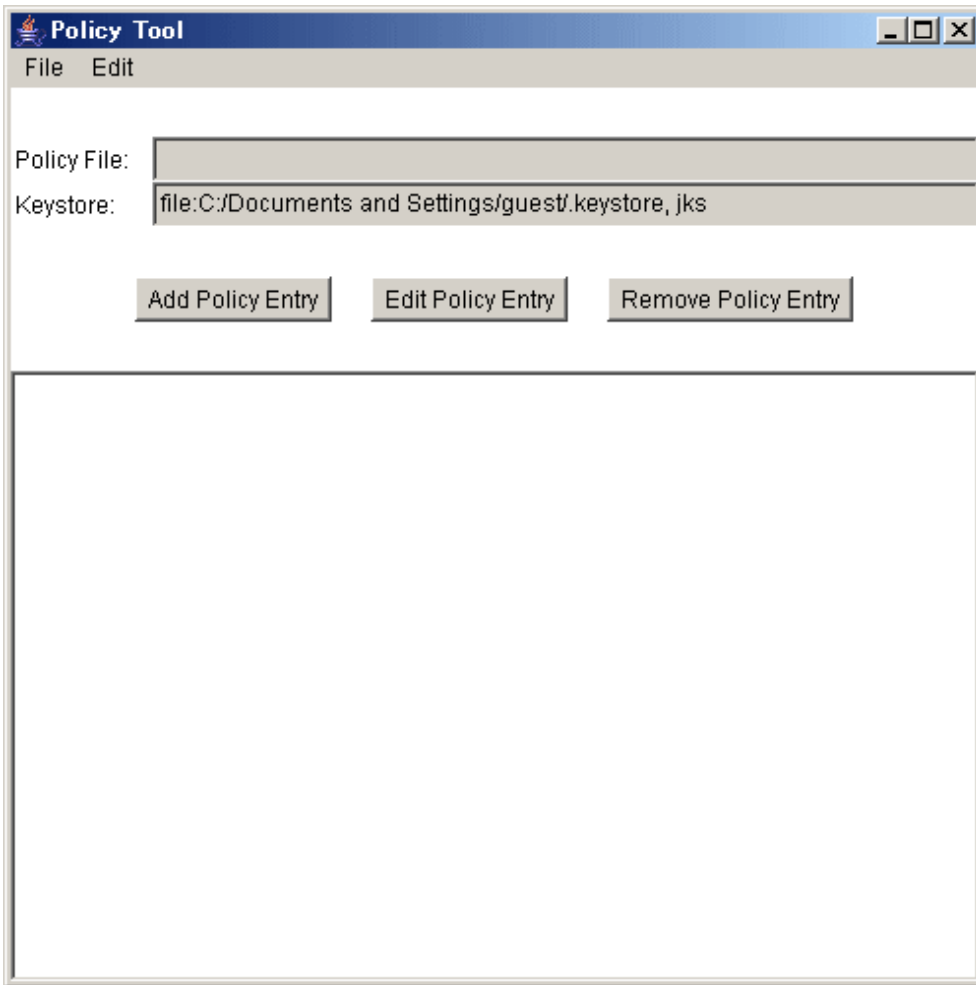 Policy Tool
File Edit
Policy File:
Keystore: file:C:/Documents and Settings/guest/.keystore, jks
Add Policy Entry Edit Policy Entry Remove Policy Entry